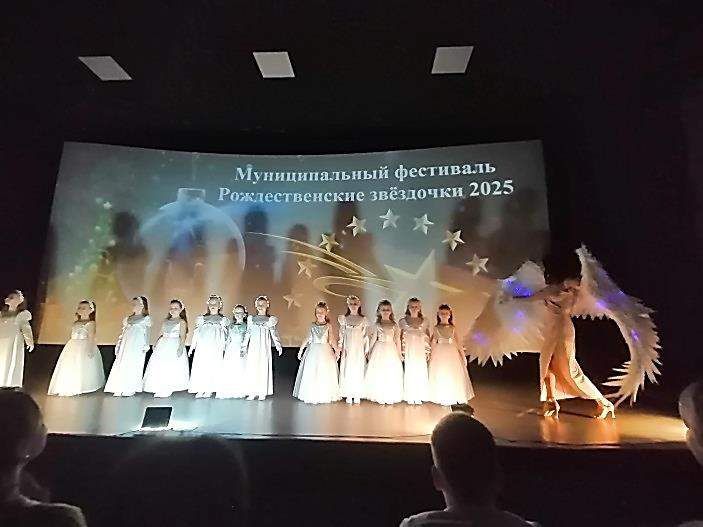 Муниципальный фестиваль
Рождественские звёздочки 2025